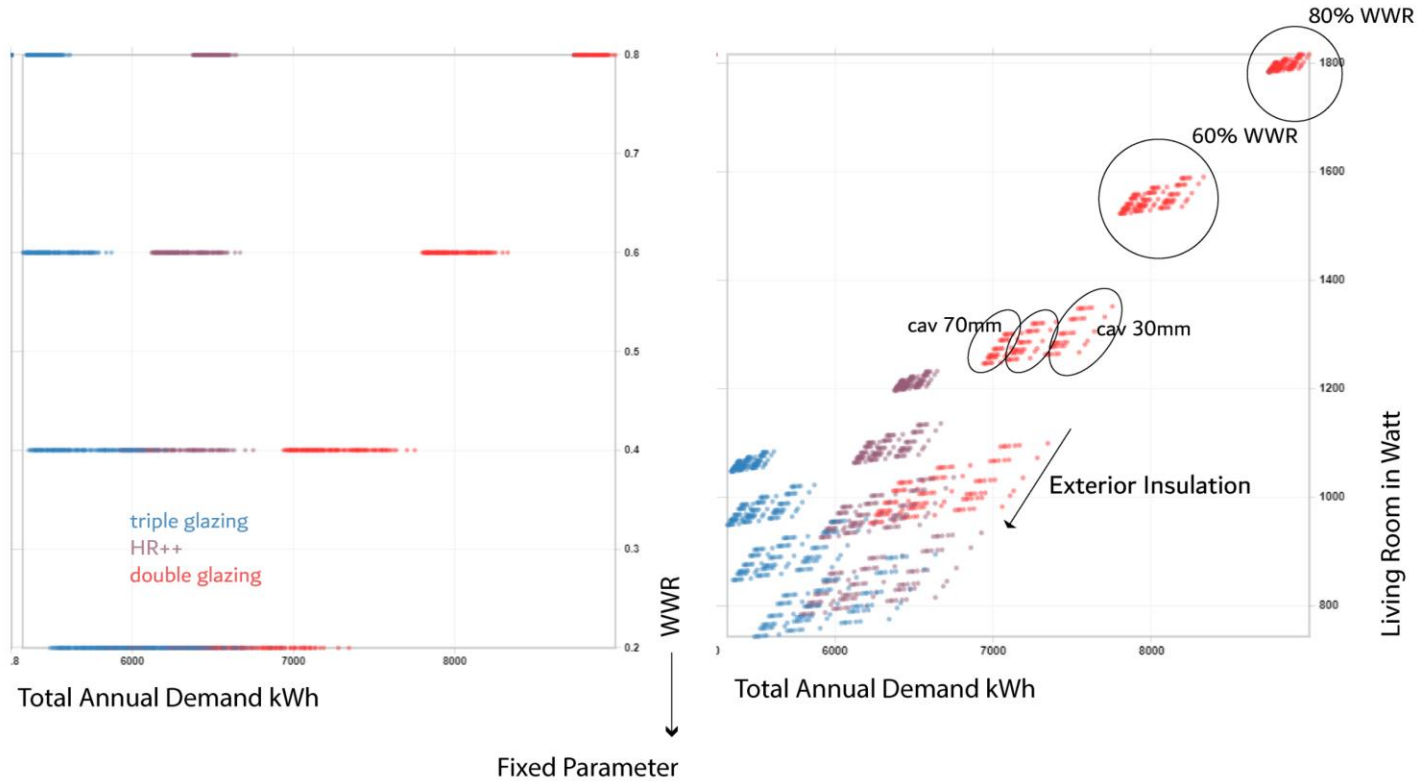 0.8
0.7
0.6
0.5
0.4
0.3
0.2
triple glazing
HR++
double glazing
.8
6000
7000
8000
Total Annual Demand kWh
WWR
Fixed Parameter
80% WWR
60% WWR
cav 70mm
cav 30mm
Exterior Insulation
1800
1600
1400
1200
1000
800
Living Room in Watt
6000
7000
8000
Total Annual Demand kWh